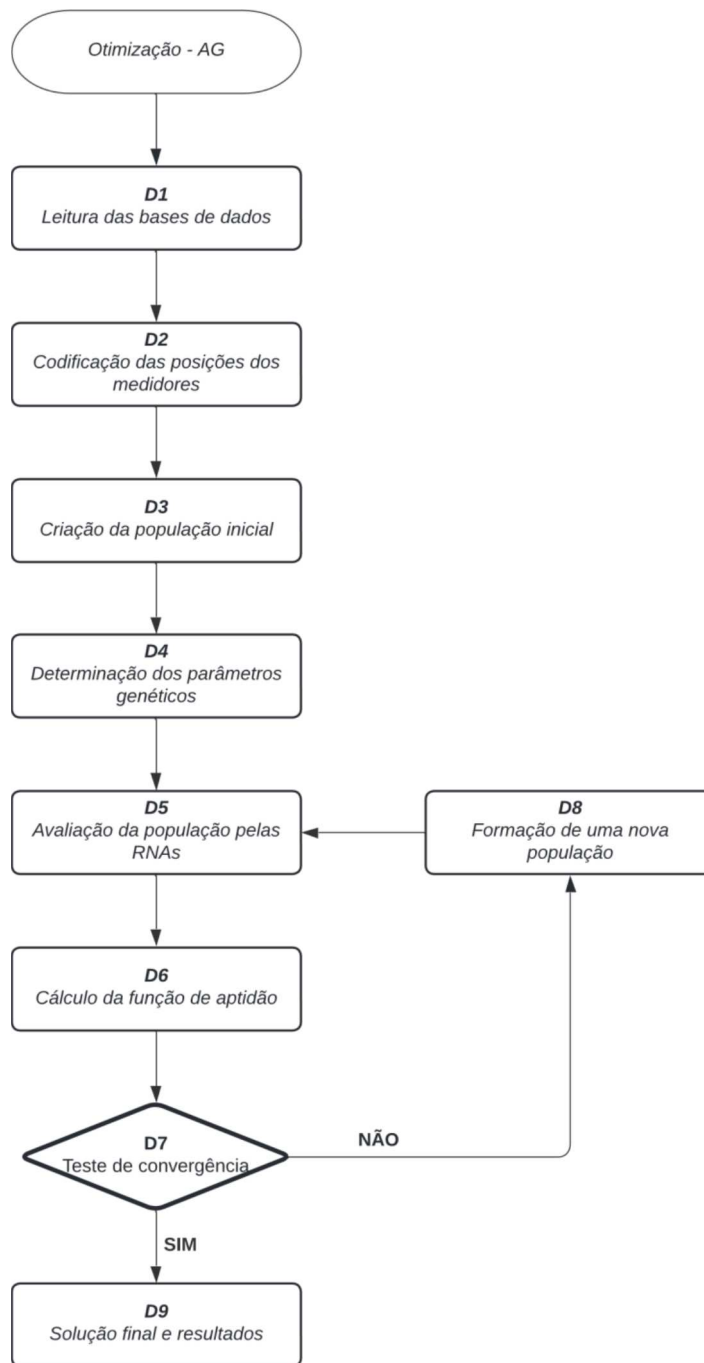 Otimização - AG
D1
Leitura das bases de dados
D2
Codificação das posições dos
medidores
D3
Criação da população inicial
D4
Determinação dos parâmetros
genéticos
D5
Avaliação da população pelas
RNAs
D8
Formação de uma nova
população
D6
Cálculo da função de aptidão
D7
Teste de convergência
NÃO
SIM
D9
Solução final e resultados